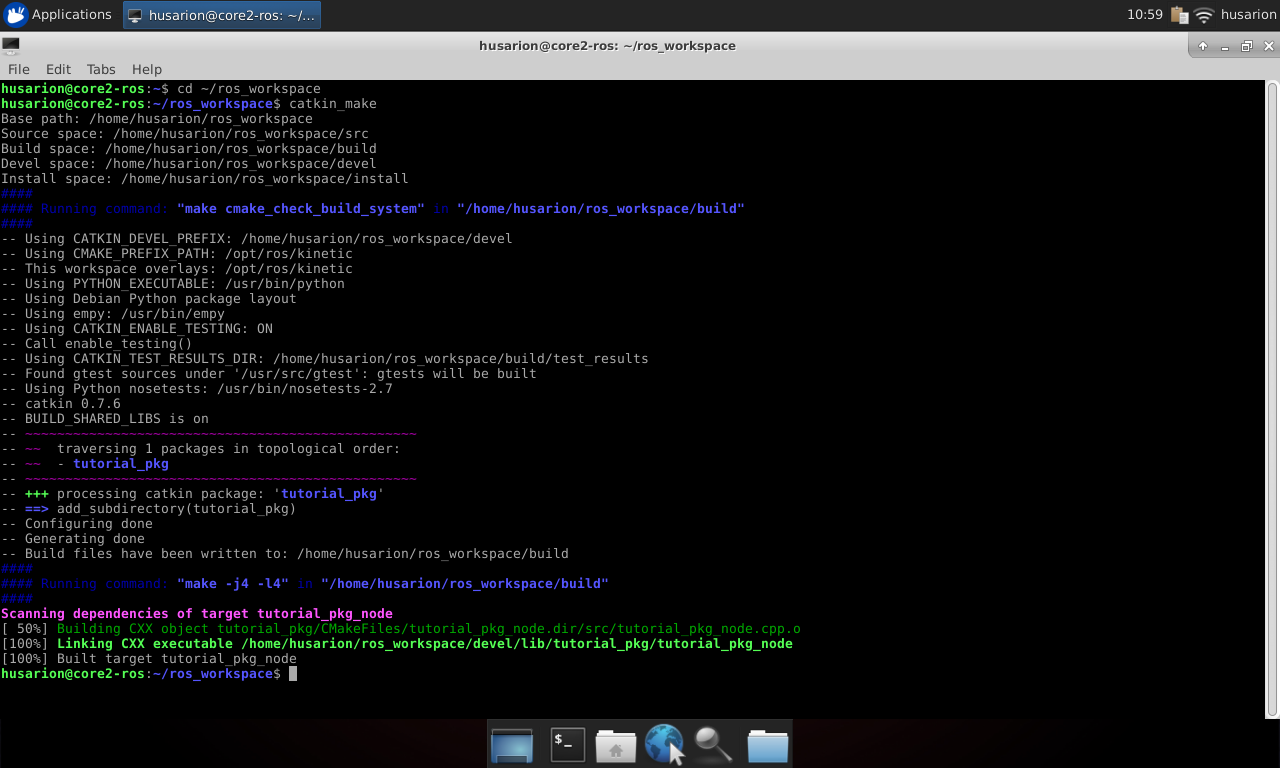 Applications husarion@core2-ros: ~/... 10:59 husarion
husarion@core2-ros: ~/ros_workspace
File Edit Tabs Help
husarion@core2-ros:~$ cd ~/ros_workspace
husarion@core2-ros:~/ros_workspace$ catkin_make
Base path: /home/husarion/ros_workspace
Source space: /home/husarion/ros_workspace/src
Build space: /home/husarion/ros_workspace/build
Devel space: /home/husarion/ros_workspace/devel
Install space: /home/husarion/ros_workspace/install
####
#### Running command: "make cmake_check_build_system" in "/home/husarion/ros_workspace/build"
####
-- Using CATKIN_DEVEL_PREFIX: /home/husarion/ros_workspace/devel
-- Using CMAKE_PREFIX_PATH: /opt/ros/kinetic
-- This workspace overlays: /opt/ros/kinetic
-- Using PYTHON_EXECUTABLE: /usr/bin/python
-- Using Debian Python package layout
-- Using empy: /usr/bin/empy
-- Using CATKIN_ENABLE_TESTING: ON
-- Call enable_testing()
-- Using CATKIN_TEST_RESULTS_DIR: /home/husarion/ros_workspace/build/test_results
-- Found gtest sources under '/usr/src/gtest': gtests will be built
-- Using Python nosetests: /usr/bin/nosetests-2.7
-- catkin 0.7.6
-- BUILD_SHARED_LIBS is on
-- ~~~~~~~~~~~~~~~~~~~~~~~~~~~~~~~~~~~~~~~~~~~~~~~~~
-- ~~  traversing 1 packages in topological order:
-- ~~  - tutorial_pkg
-- ~~~~~~~~~~~~~~~~~~~~~~~~~~~~~~~~~~~~~~~~~~~~~~~~~
-- +++ processing catkin package: 'tutorial_pkg'
-- ==> add_subdirectory(tutorial_pkg)
-- Configuring done
-- Generating done
-- Build files have been written to: /home/husarion/ros_workspace/build
####
#### Running command: "make -j4 -l4" in "/home/husarion/ros_workspace/build"
####
Scanning dependencies of target tutorial_pkg_node
[ 50%] Building CXX object tutorial_pkg/CMakeFiles/tutorial_pkg_node.dir/src/tutorial_pkg_node.cpp.o
[100%] Linking CXX executable /home/husarion/ros_workspace/devel/lib/tutorial_pkg/tutorial_pkg_node
[100%] Built target tutorial_pkg_node
husarion@core2-ros:~/ros_workspace$
$_